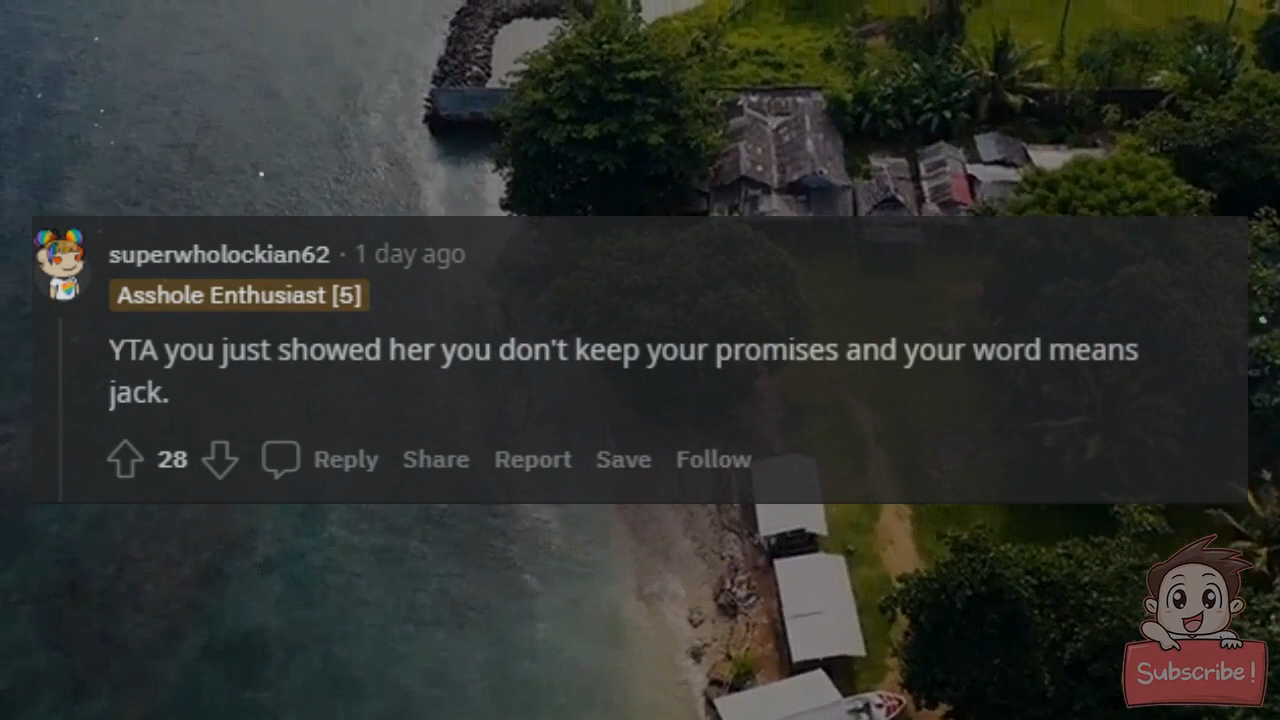 superwholockian62 · 1 day ago
Asshole Enthusiast [5]
YTA you just showed her you don't keep your promises and your word means
jack.
28 Reply Share Report Save Follow
Subscribe!